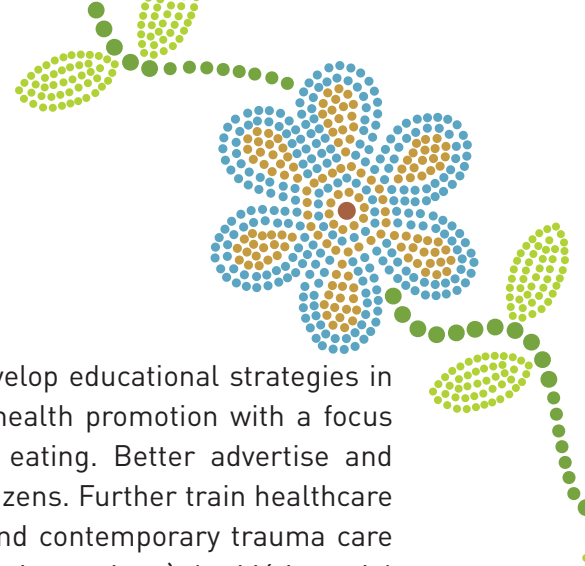 velop educational strategies in
health promotion with a focus
eating. Better advertise and
zens. Further train healthcare
nd contemporary trauma care